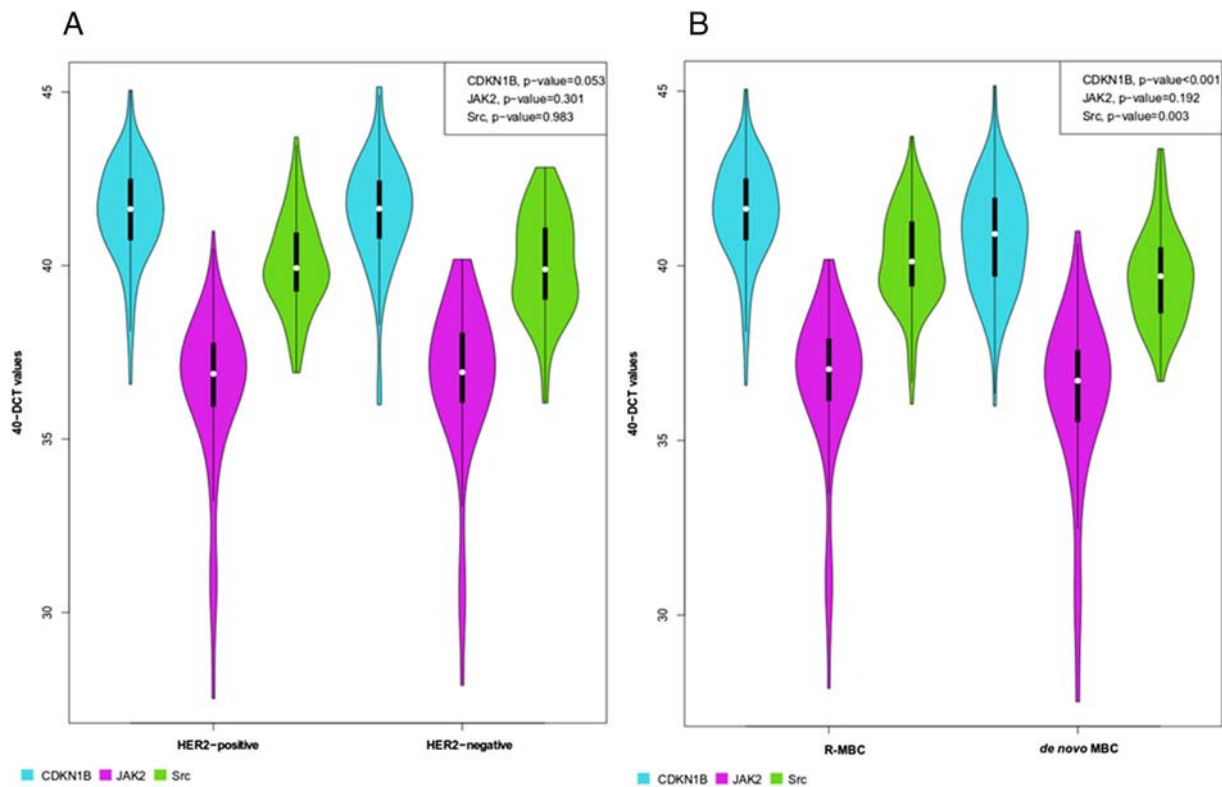 A
CDKN1B, p-value=0.053
JAK2, p-value=0.301
Src, p-value=0.983
45
40
35
30
40-DCT values
HER2-positive
HER2-negative
CDKN1B
JAK2
Src
B
CDKN1B, p-value<0.001
JAK2, p-value=0.192
Src, p-value=0.003
45
40
35
30
40-DCT values
R-MBC
de novo MBC
CDKN1B
JAK2
Src